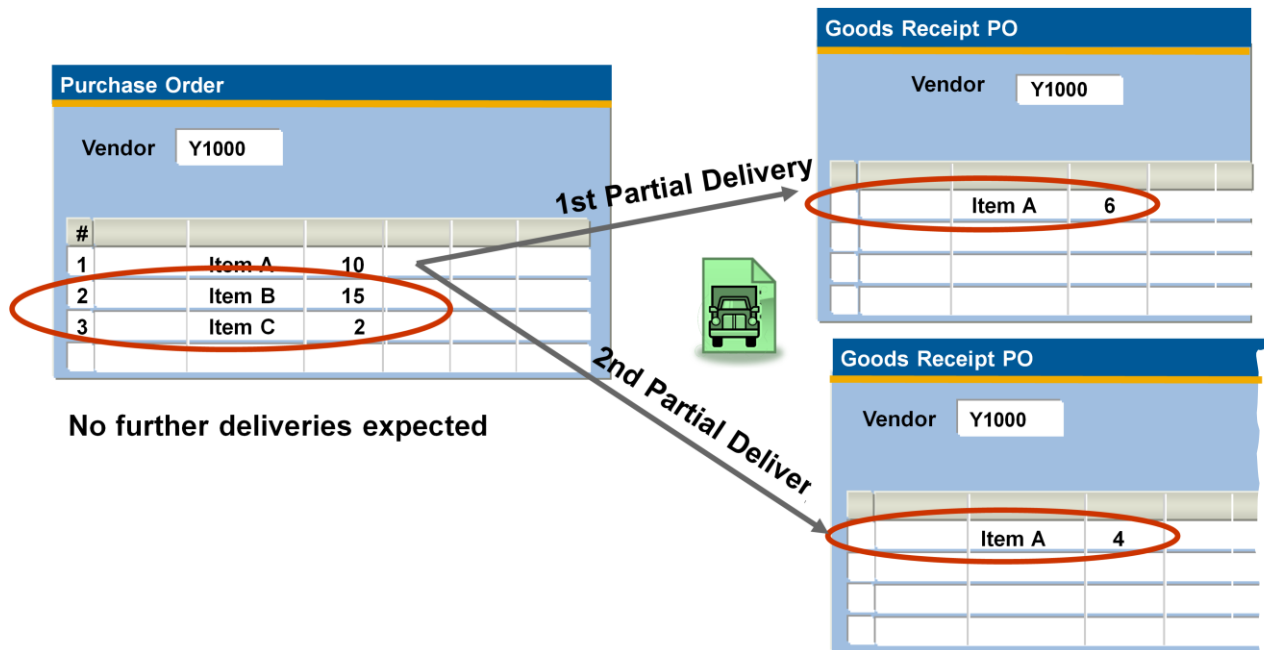 Purchase Order
Vendor Y1000
#
1 Item A 10
2 Item B 15
3 Item C 2
No further deliveries expected
1st Partial Delivery
2nd Partial Deliver
Goods Receipt PO
Vendor Y1000
Item A 6
Goods Receipt PO
Vendor Y1000
Item A 4